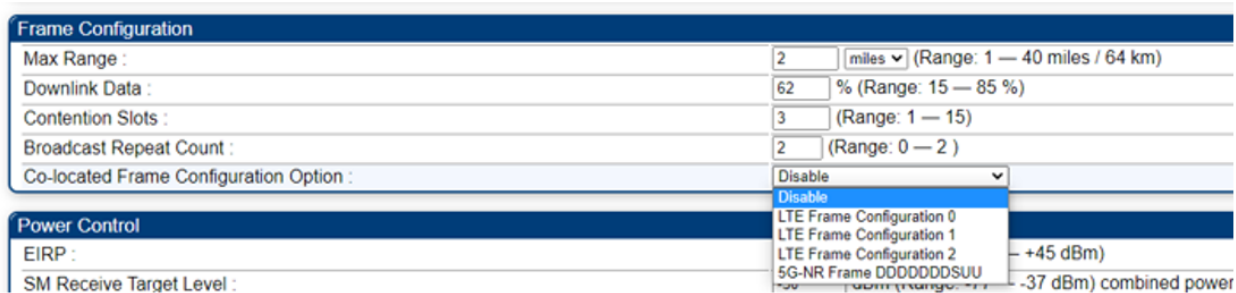 Frame Configuration
Max Range : 2 miles (Range: 1 — 40 miles / 64 km)
Downlink Data : 62 % (Range: 15 — 85 %)
Contention Slots : 3 (Range: 1 — 15)
Broadcast Repeat Count : 2 (Range: 0 — 2 )
Co-located Frame Configuration Option : Disable
Disable
LTE Frame Configuration 0
Power Control
LTE Frame Configuration 1
LTE Frame Configuration 2
EIRP : — +45 dBm)
5G-NR Frame DDDDDDDSUU
SM Receive Target Level : dBm (Range: -77 — -37 dBm) combined power